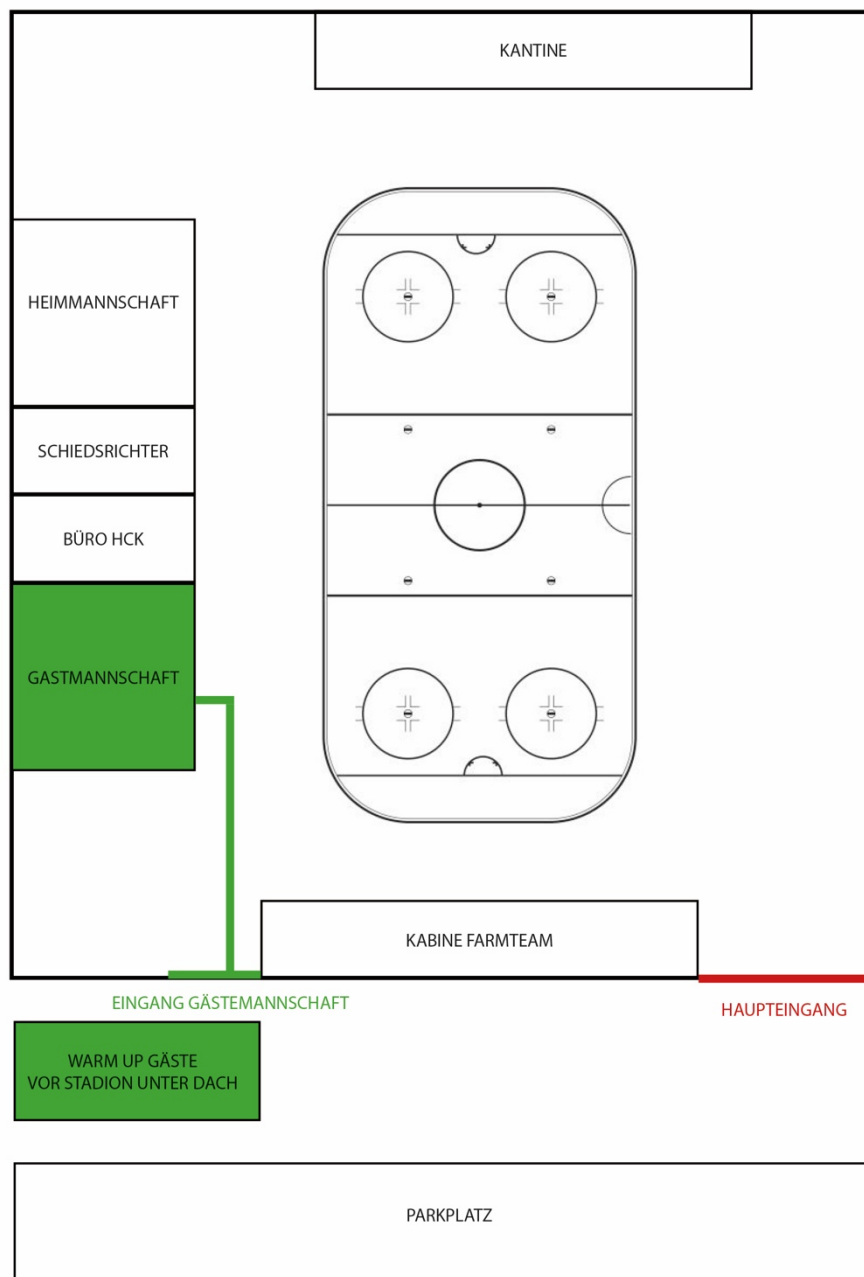 KANTINE
HEIMMANNSCHAFT
SCHIEDSRICHTER
BÜRO HCK
GASTMANNSCHAFT
KABINE FARMTEAM
EINGANG GÄSTEMANNSCHAFT
HAUPTEINGANG
WARM UP GÄSTE
VOR STADION UNTER DACH
PARKPLATZ